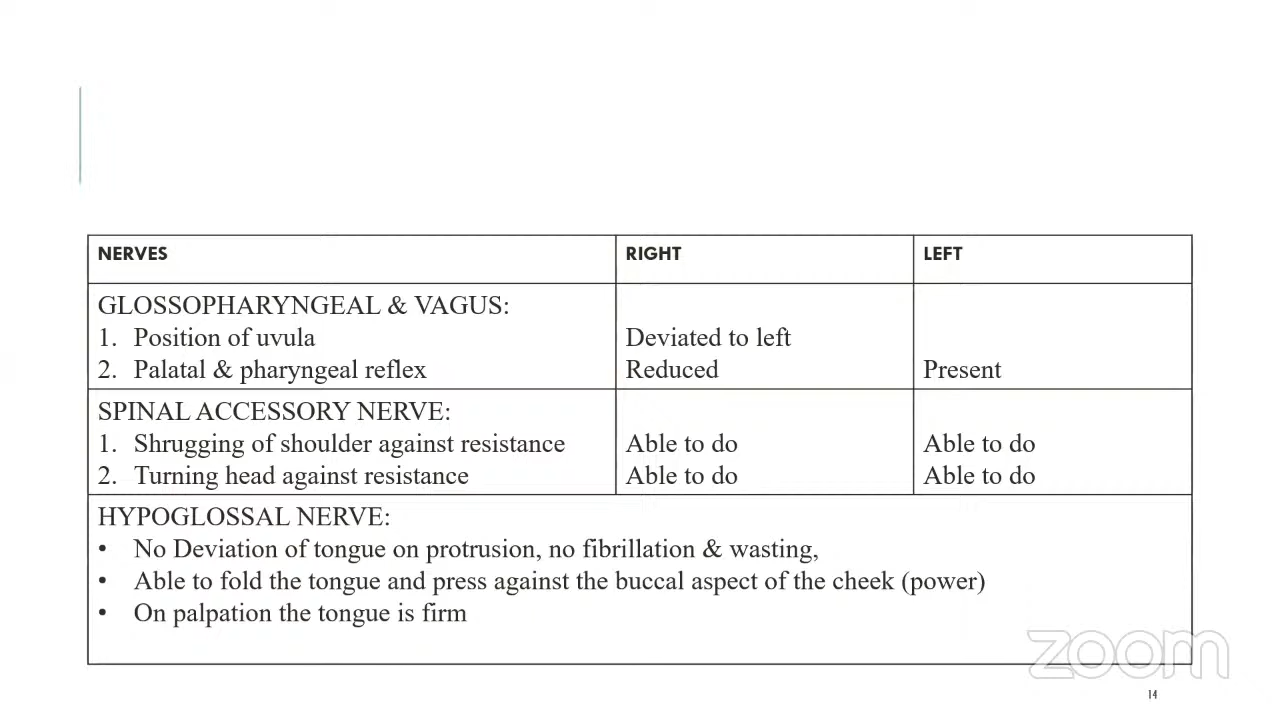 NERVES RIGHT LEFT
GLOSSOPHARYNGEAL & VAGUS:
1. Position of uvula Deviated to left
2. Palatal & pharyngeal reflex Reduced Present
SPINAL ACCESSORY NERVE:
1. Shrugging of shoulder against resistance Able to do Able to do
2. Turning head against resistance Able to do Able to do
HYPOGLOSSAL NERVE:
• No Deviation of tongue on protrusion, no fibrillation & wasting,
• Able to fold the tongue and press against the buccal aspect of the cheek (power)
• On palpation the tongue is firm
zoom
14